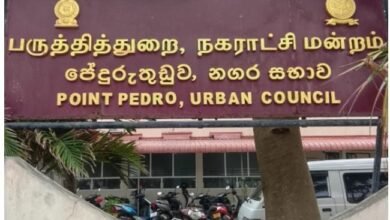 பருத்தித்துறை, நகராட்சி மன்றம்
පේදුරුතුඩුව, නගර සභාව
POINT PEDRO, URBAN COUNCIL